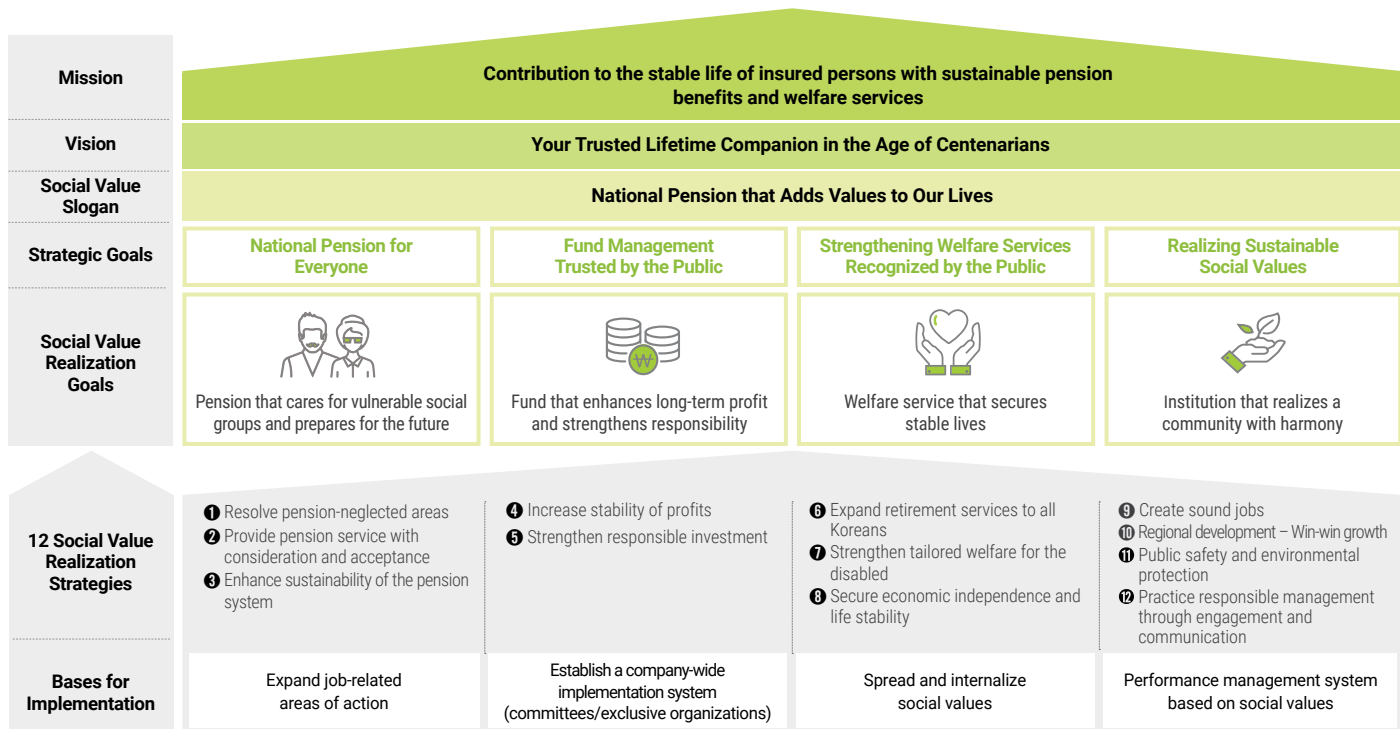 Mission
Contribution to the stable life of insured persons with sustainable pension
benefits and welfare services
Vision
Your Trusted Lifetime Companion in the Age of Centenarians
Social Value
Slogan
National Pension that Adds Values to Our Lives
Strategic Goals
National Pension for
Everyone
Fund Management
Trusted by the Public
Strengthening Welfare Services
Recognized by the Public
Realizing Sustainable
Social Values
Social Value
Realization
Goals
Pension that cares for vulnerable social
groups and prepares for the future
₩
Fund that enhances long-term profit
and strengthens responsibility
Welfare service that secures
stable lives
Institution that realizes a
community with harmony
12 Social Value
Realization
Strategies
❶ Resolve pension-neglected areas
❷ Provide pension service with
consideration and acceptance
❸ Enhance sustainability of the pension
system
❹ Increase stability of profits
❺ Strengthen responsible investment
❻ Expand retirement services to all
Koreans
❼ Strengthen tailored welfare for the
disabled
❽ Secure economic independence and
life stability
❾ Create sound jobs
❿ Regional development – Win-win growth
⓫ Public safety and environmental
protection
⓬ Practice responsible management
through engagement and
communication
Bases for
Implementation
Expand job-related
areas of action
Establish a company-wide
implementation system
(committees/exclusive organizations)
Spread and internalize
social values
Performance management system
based on social values